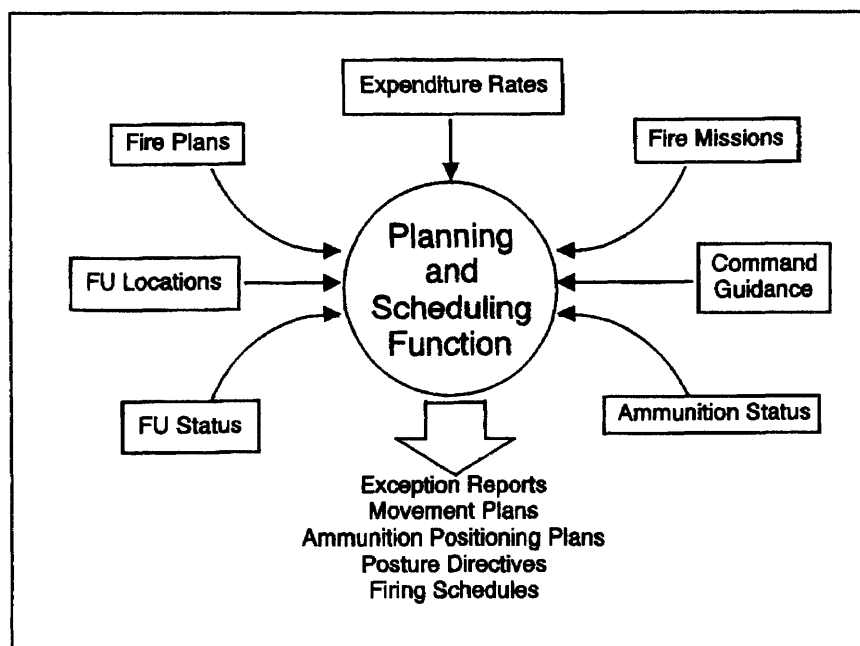 Expenditure Rates
Fire Plans
Fire Missions
Planning
and
Scheduling
Function
FU Locations
Command
Guidance
FU Status
Ammunition Status
Exception Reports
Movement Plans
Ammunition Positioning Plans
Posture Directives
Firing Schedules